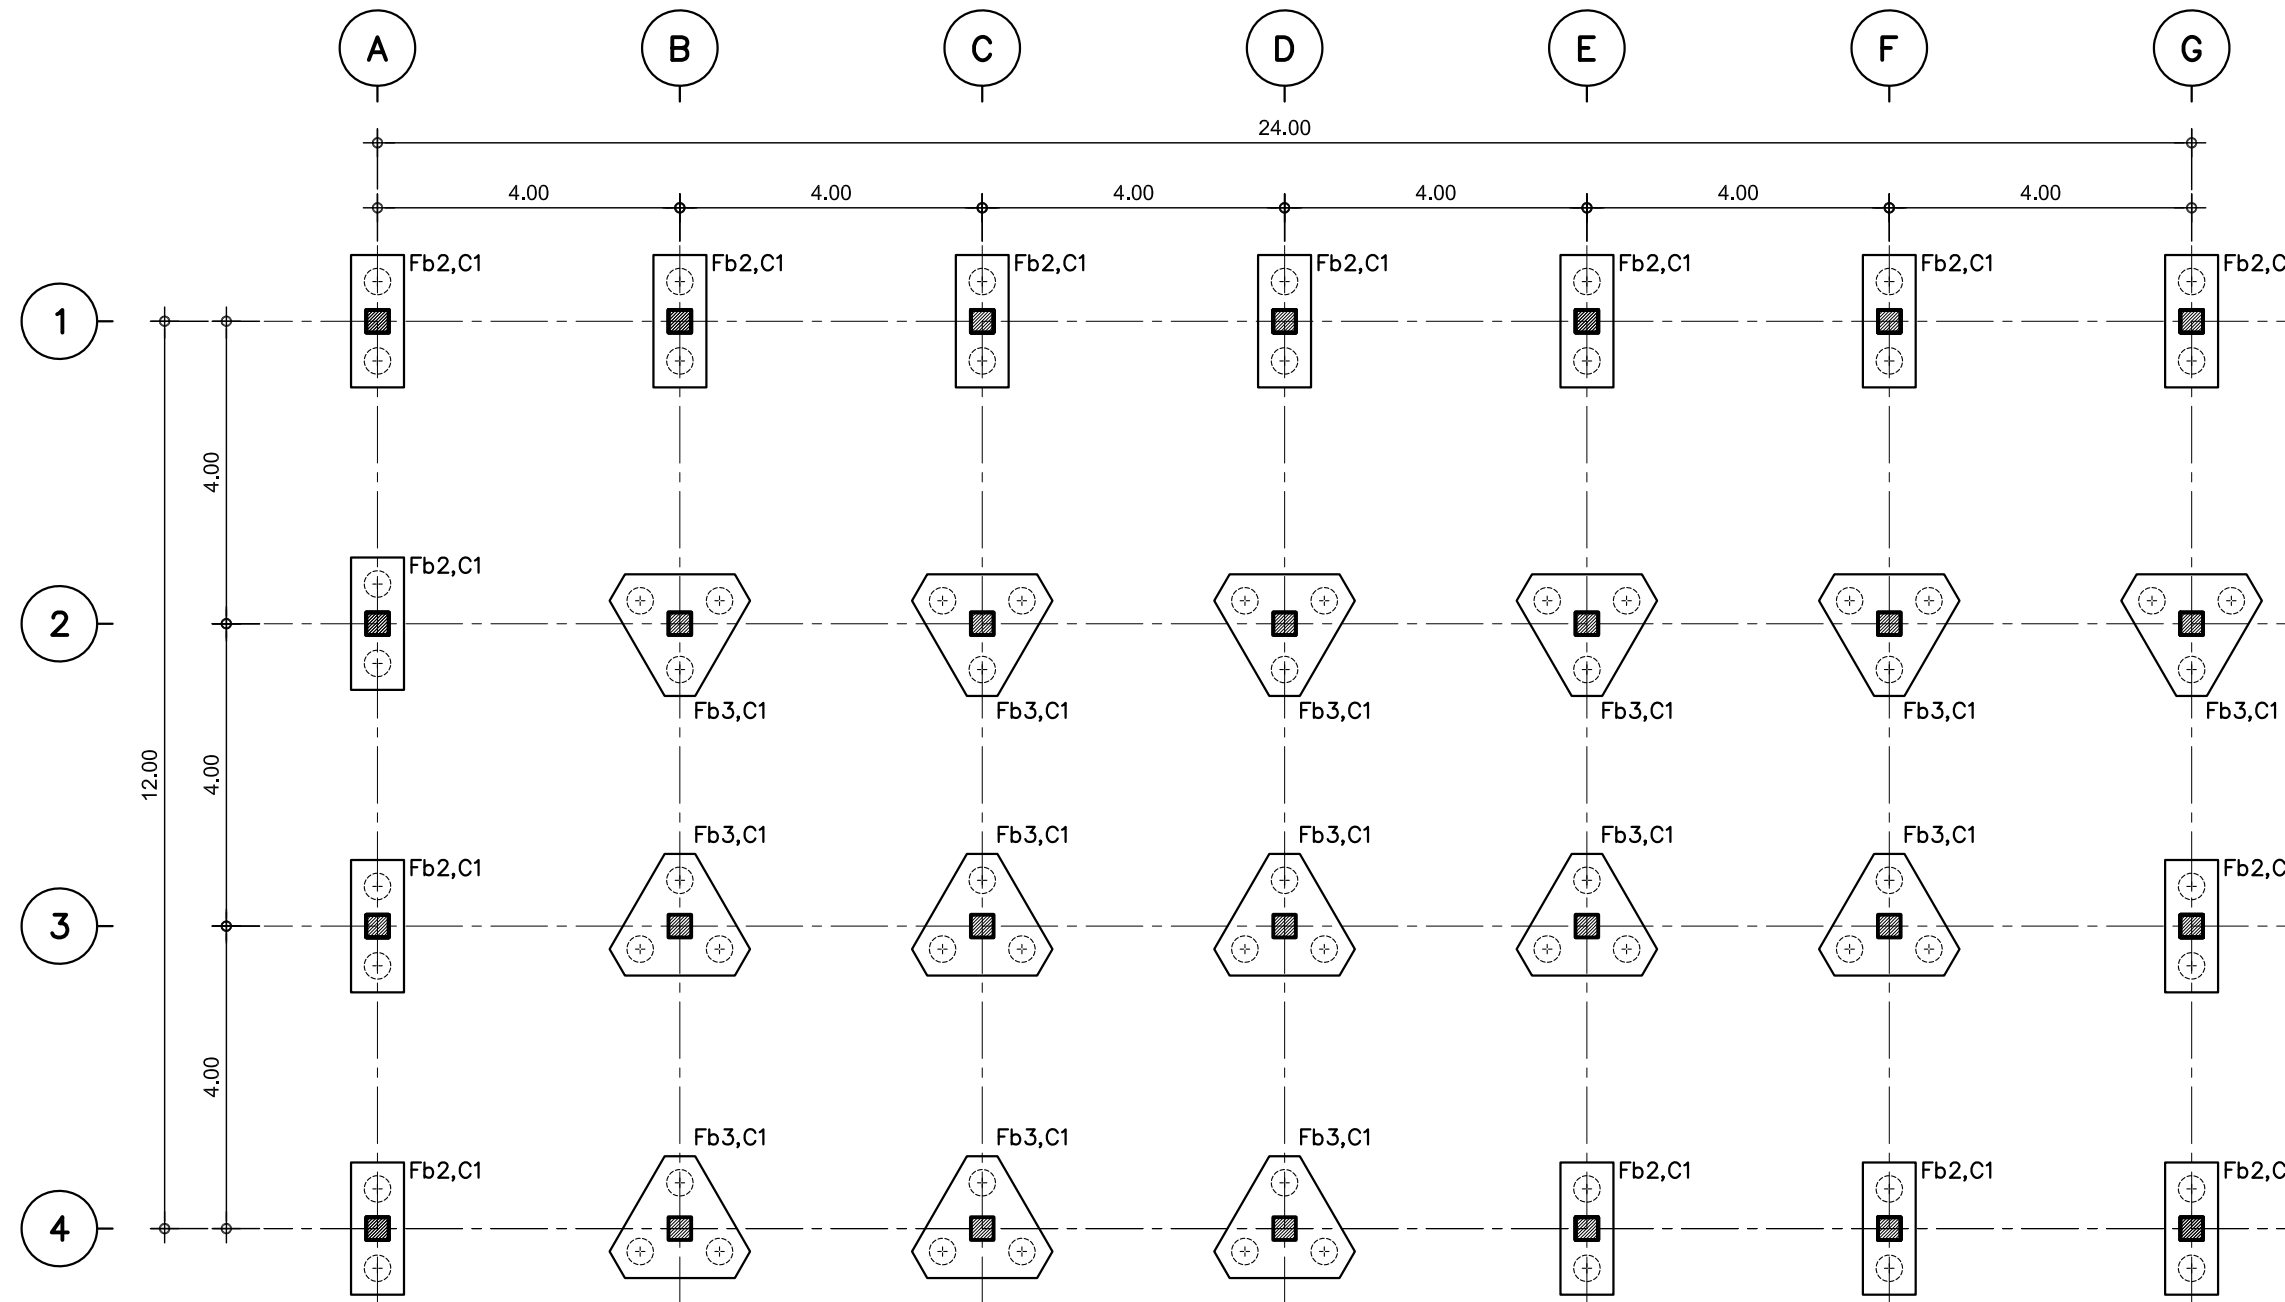 A B C D E F G
24.00
4.00 4.00 4.00 4.00 4.00 4.00
Fb2,C1 Fb2,C1 Fb2,C1 Fb2,C1 Fb2,C1 Fb2,C1 Fb2,C
1
4.00
Fb2,C1
2
Fb3,C1 Fb3,C1 Fb3,C1 Fb3,C1 Fb3,C1 Fb3,C1
12.00
4.00
Fb3,C1 Fb3,C1 Fb3,C1 Fb3,C1 Fb3,C1
Fb2,C1 Fb2,C
3
4.00
Fb3,C1 Fb3,C1 Fb3,C1
Fb2,C1 Fb2,C1 Fb2,C1 Fb2,C
4